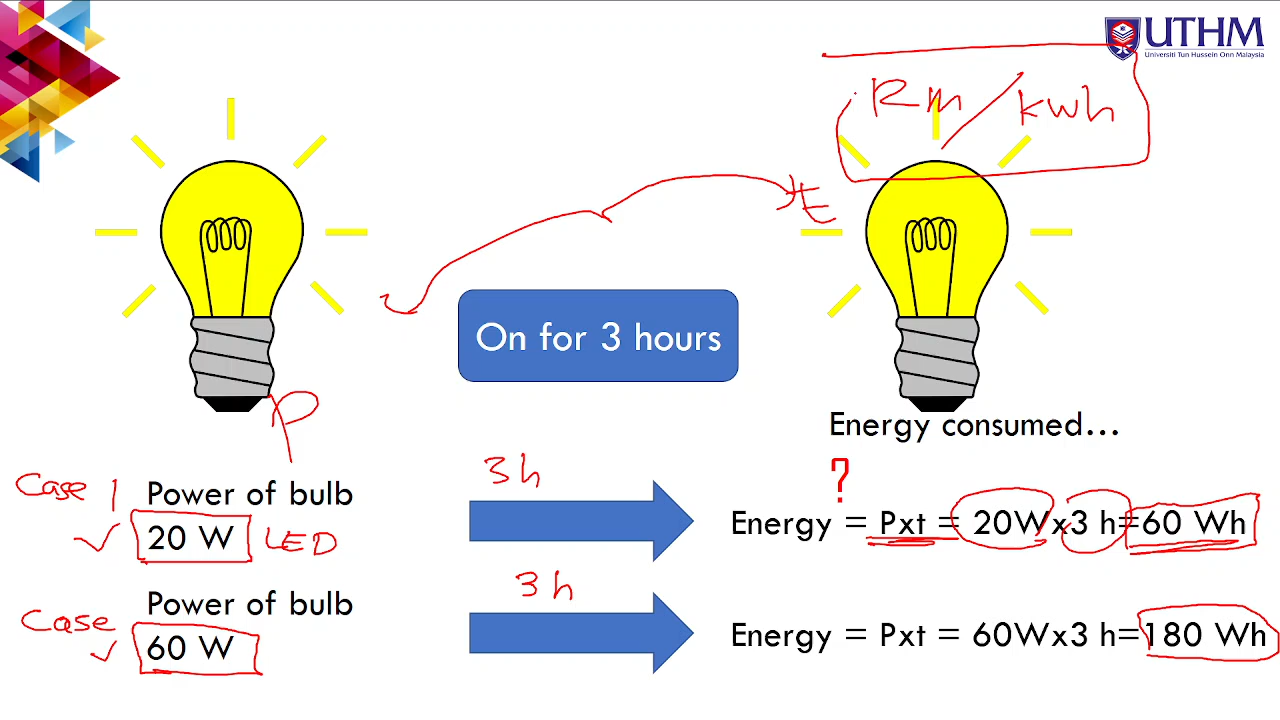 UTHM
Universiti Tun Hussein Onn Malaysia
Rm/kwh
t
On for 3 hours
P
Energy consumed...
?
Case 1
Power of bulb
20 W
LED
3 h
Energy = Pxt = 20Wx3 h=60 Wh
Case
Power of bulb
60 W
3 h
Energy = Pxt = 60Wx3 h=180 Wh